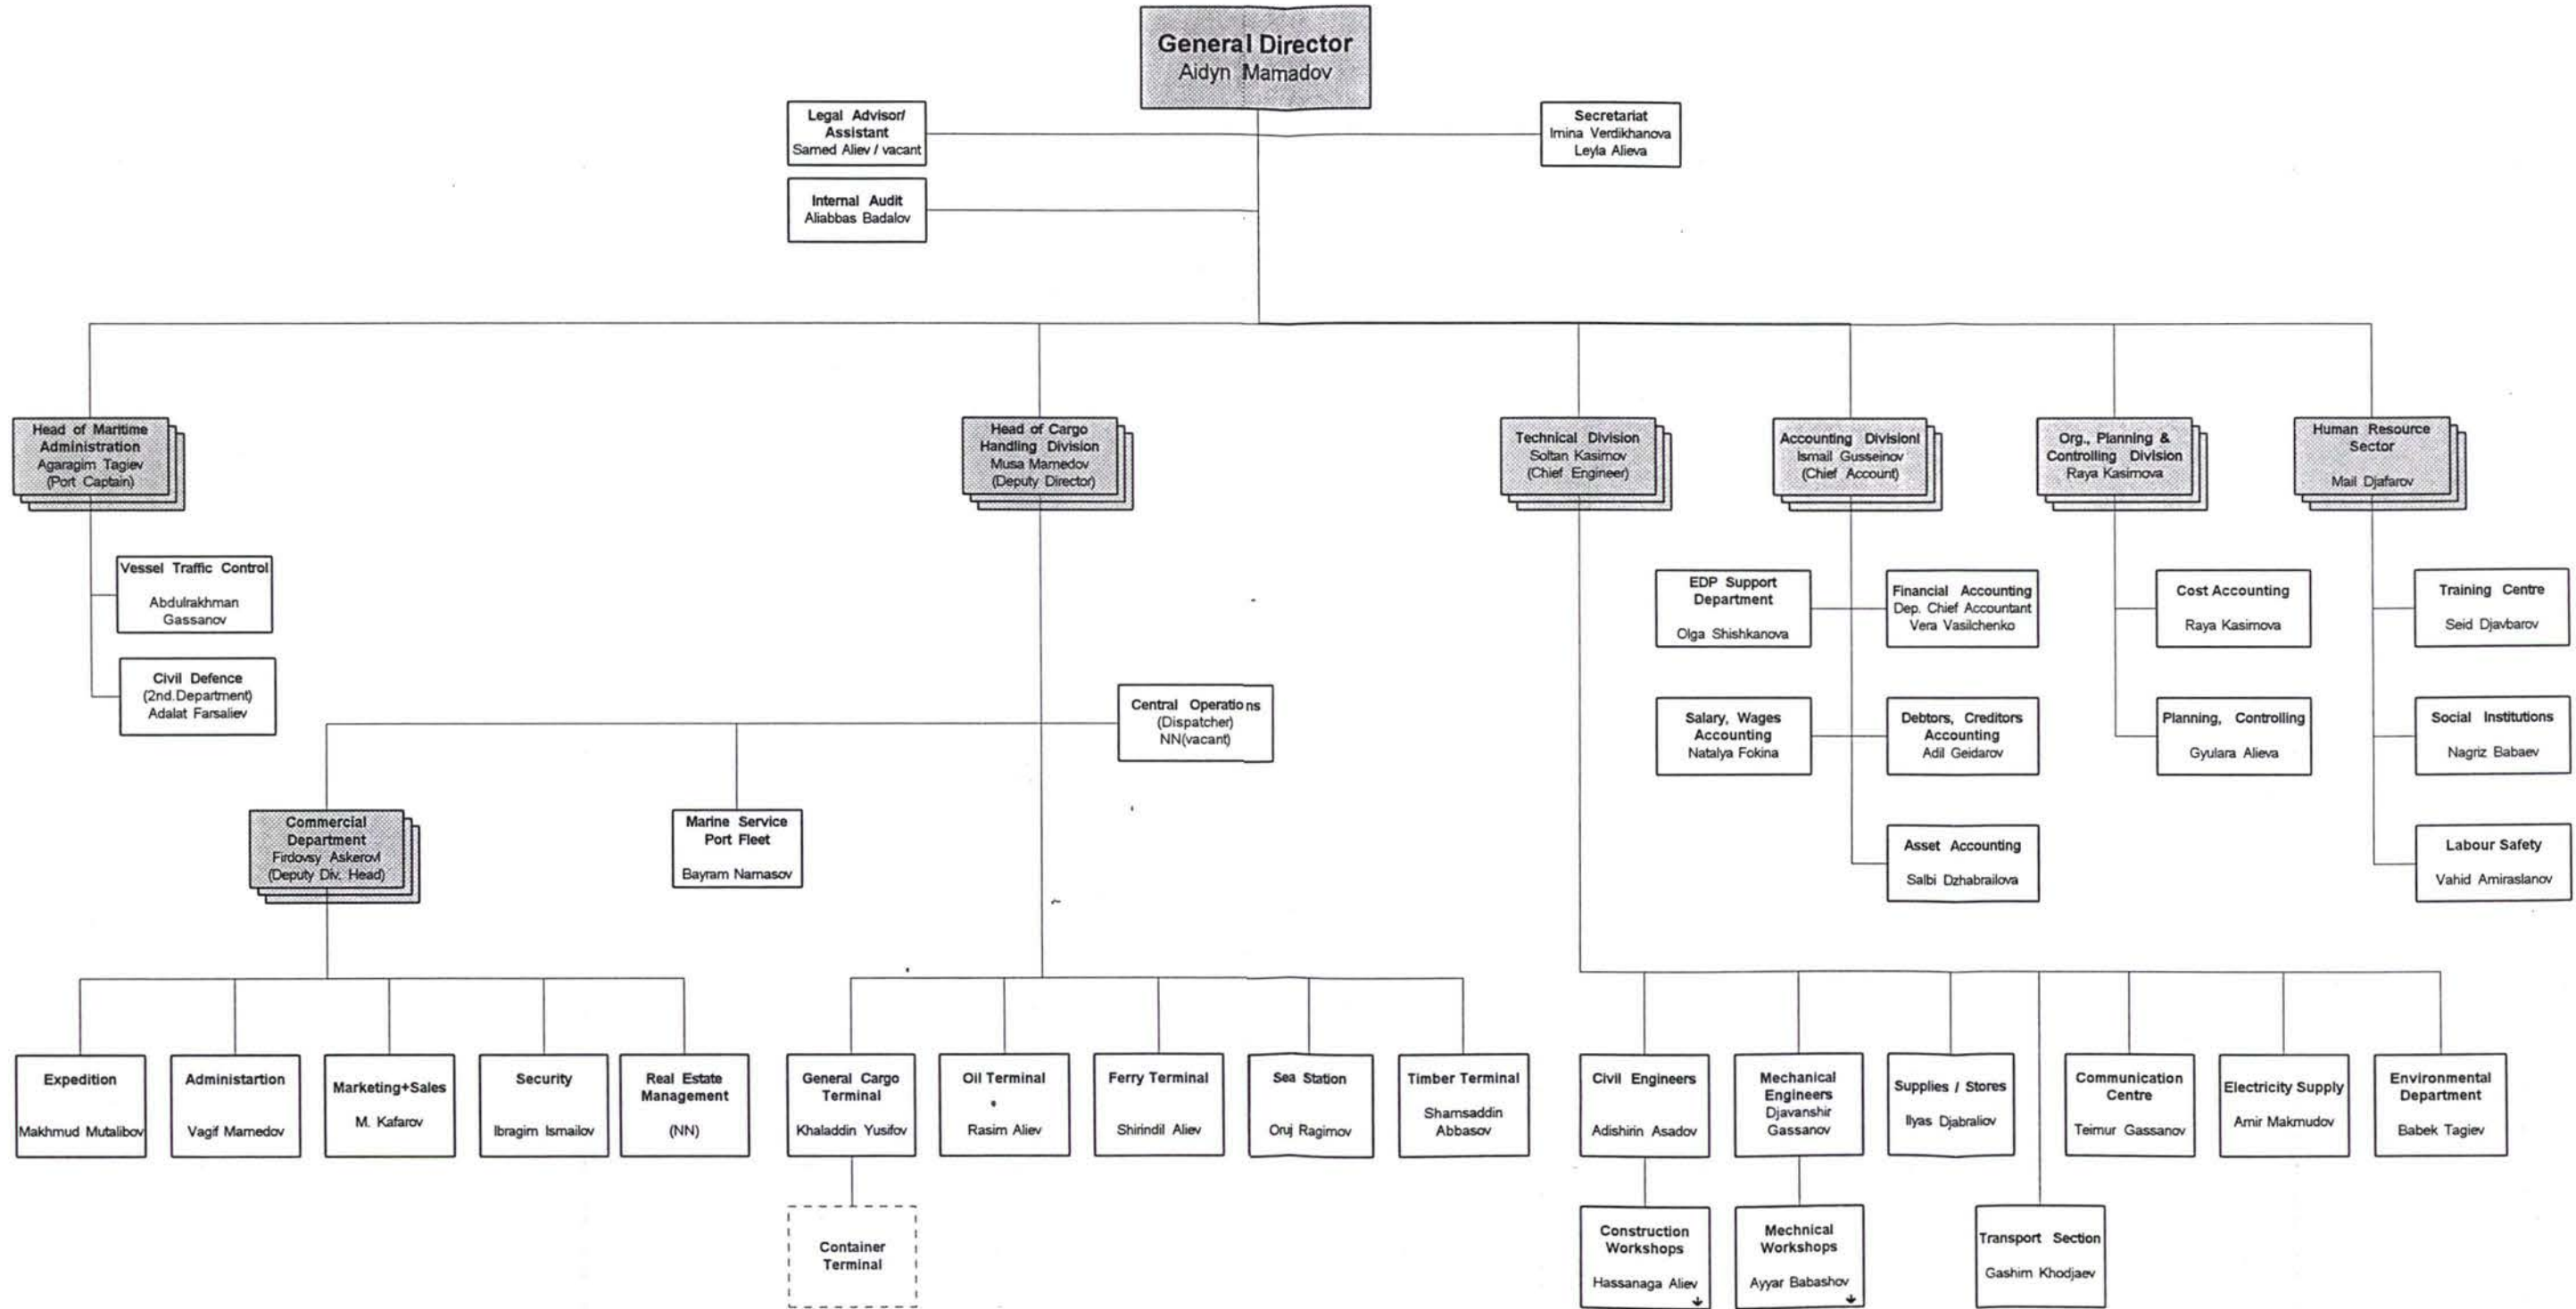 General Director
Aidyn Mamadov
Legal Advisor/
Assistant
Samed Aliev / vacant
Secretariat
Imina Verdikhanova
Leyla Alieva
Internal Audit
Aliabbas Badalov
Head of Maritime
Administration
Agaragim Tagiev
(Port Captain)
Head of Cargo
Handling Division
Musa Mamedov
(Deputy Director)
Technical Division
Soltan Kasimov
(Chief Engineer)
Accounting Divisionl
Ismail Gusseinov
(Chief Account)
Org., Planning &
Controlling Division
Raya Kasimova
Human Resource
Sector
Mail Djafarov
Vessel Traffic Control
Abdulrakhman
Gassanov
Civil Defence
(2nd.Department)
Adalat Farsaliev
EDP Support
Department
Olga Shishkanova
Financial Accounting
Dep. Chief Accountant
Vera Vasilchenko
Cost Accounting
Raya Kasimova
Training Centre
Seid Djavbarov
Central Operations
(Dispatcher)
NN(vacant)
Salary, Wages
Accounting
Natalya Fokina
Debtors, Creditors
Accounting
Adil Geidarov
Planning, Controlling
Gyulara Alieva
Social Institutions
Nagriz Babaev
Commercial
Department
Firdovsy Askerovl
(Deputy Div. Head)
Marine Service
Port Fleet
Bayram Namasov
Asset Accounting
Salbi Dzhabrailova
Labour Safety
Vahid Amiraslanov
Expedition
Makhmud Mutalibov
Administartion
Vagif Mamedov
Marketing+Sales
M. Kafarov
Security
Ibragim Ismailov
Real Estate
Management
(NN)
General Cargo
Terminal
Khaladdin Yusifov
Oil Terminal
Rasim Aliev
Ferry Terminal
Shirindil Aliev
Sea Station
Oruj Ragimov
Timber Terminal
Shamsaddin
Abbasov
Civil Engineers
Adishirin Asadov
Mechanical
Engineers
Djavanshir
Gassanov
Supplies / Stores
Ilyas Djabraliov
Communication
Centre
Teimur Gassanov
Electricity Supply
Amir Makmudov
Environmental
Department
Babek Tagiev
Container
Terminal
Construction
Workshops
Hassanaga Aliev
Mechnical
Workshops
Ayyar Babashov
Transport Section
Gashim Khodjaev